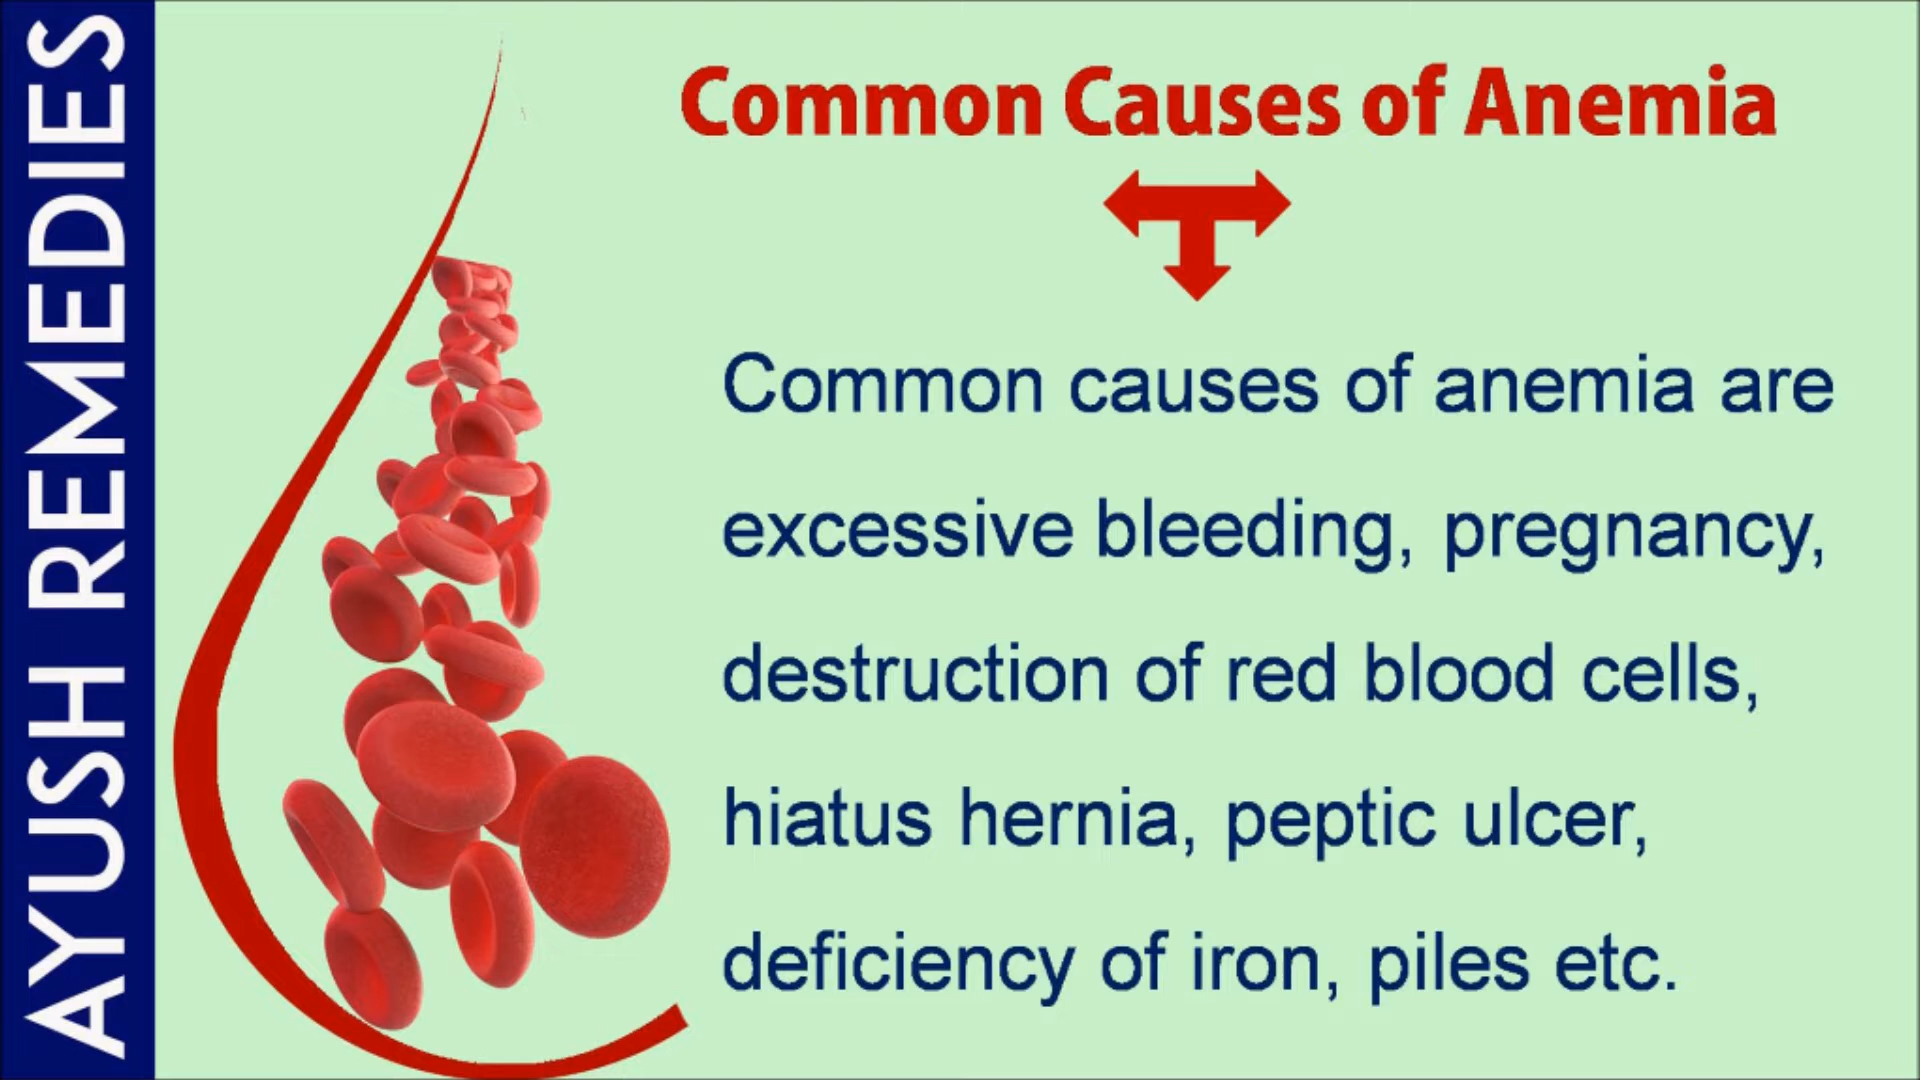 AYUSH REMEDIES
Common Causes of Anemia
Common causes of anemia are
excessive bleeding, pregnancy,
destruction of red blood cells,
hiatus hernia, peptic ulcer,
deficiency of iron, piles etc.